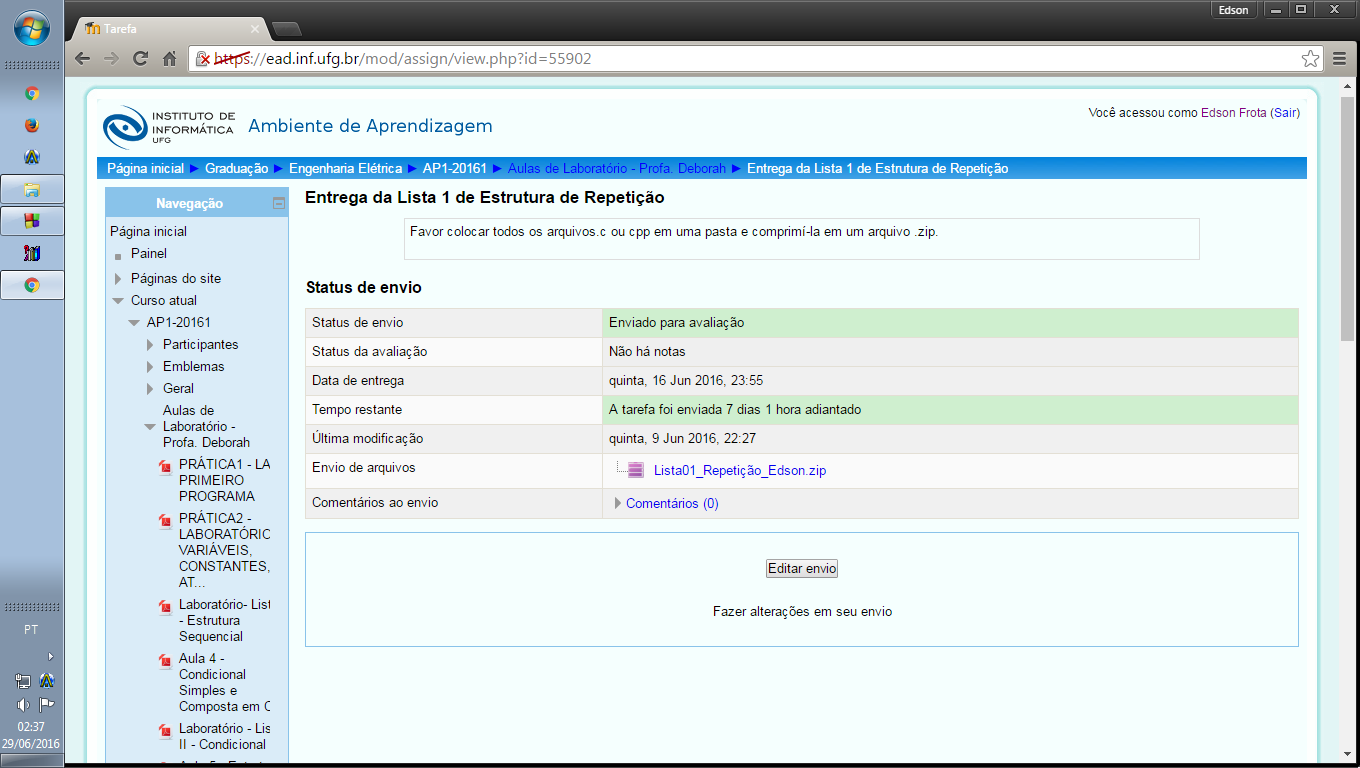 Edson
Tarefa
https://ead.inf.ufg.br/mod/assign/view.php?id=55902
INSTITUTO DE
INFORMÁTICA
UFG
Ambiente de Aprendizagem
Você acessou como Edson Frota (Sair)
Página inicial ► Graduação ► Engenharia Elétrica ► AP1-20161 ► Aulas de Laboratório - Profa. Deborah ► Entrega da Lista 1 de Estrutura de Repetição
Navegação
Página inicial
Painel
Páginas do site
Curso atual
AP1-20161
Participantes
Emblemas
Geral
Aulas de
Laboratório -
Profa. Deborah
PRÁTICA1 - LA
PRIMEIRO
PROGRAMA
PRÁTICA2 -
LABORATÓRIO
VARIÁVEIS,
CONSTANTES,
AT...
Laboratório- List
- Estrutura
Sequencial
Aula 4 -
Condicional
Simples e
Composta em C
Laboratório - Lis
II - Condicional
Entrega da Lista 1 de Estrutura de Repetição
Favor colocar todos os arquivos.c ou cpp em uma pasta e comprimí-la em um arquivo .zip.
Status de envio
Status de envio Enviado para avaliação
Status da avaliação Não há notas
Data de entrega quinta, 16 Jun 2016, 23:55
Tempo restante A tarefa foi enviada 7 dias 1 hora adiantado
Última modificação quinta, 9 Jun 2016, 22:27
Envio de arquivos Lista01_Repetição_Edson.zip
Comentários ao envio Comentários (0)
Editar envio
Fazer alterações em seu envio
PT
02:37
29/06/2016